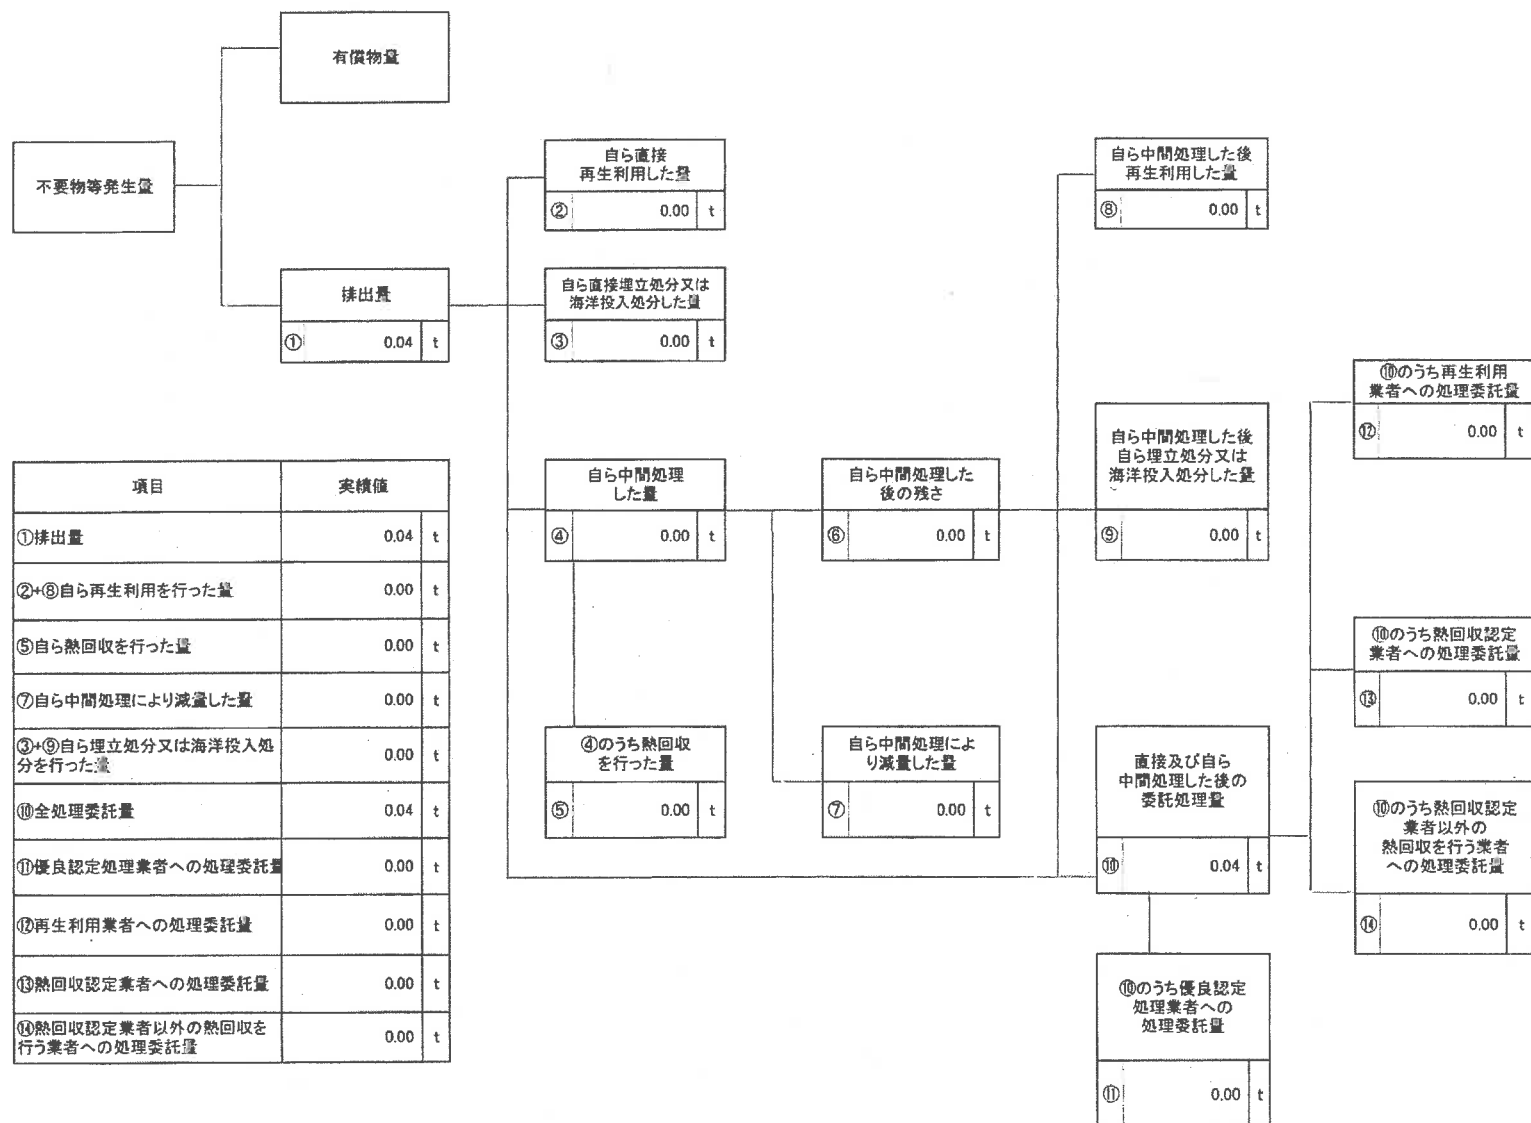 有償物量
不要物等発生量
排出量
① 0.04 t
自ら直接
再生利用した量
② 0.00 t
自ら直接埋立処分又は
海洋投入処分した量
③ 0.00 t
自ら中間処理
した量
④ 0.00 t
④のうち熱回収
を行った量
⑤ 0.00 t
自ら中間処理した
後の残さ
⑥ 0.00 t
自ら中間処理によ
り減量した量
⑦ 0.00 t
自ら中間処理した後
再生利用した量
⑧ 0.00 t
自ら中間処理した後
自ら埋立処分又は
海洋投入処分した量
⑨ 0.00 t
直接及び自ら
中間処理した後の
委託処理量
⑩ 0.04 t
⑩のうち優良認定
処理業者への
処理委託量
⑪ 0.00 t
⑩のうち再生利用
業者への処理委託量
⑫ 0.00 t
⑩のうち熱回収認定
業者への処理委託量
⑬ 0.00 t
⑩のうち熱回収認定
業者以外の
熱回収を行う業者
への処理委託量
⑭ 0.00 t
項目 実績値
①排出量 0.04 t
②+⑧自ら再生利用を行った量 0.00 t
⑤自ら熱回収を行った量 0.00 t
⑦自ら中間処理により減量した量 0.00 t
③+⑨自ら埋立処分又は海洋投入処
分を行った量 0.00 t
⑩全処理委託量 0.04 t
⑪優良認定処理業者への処理委託量 0.00 t
⑫再生利用業者への処理委託量 0.00 t
⑬熱回収認定業者への処理委託量 0.00 t
⑭熱回収認定業者以外の熱回収を
行う業者への処理委託量 0.00 t